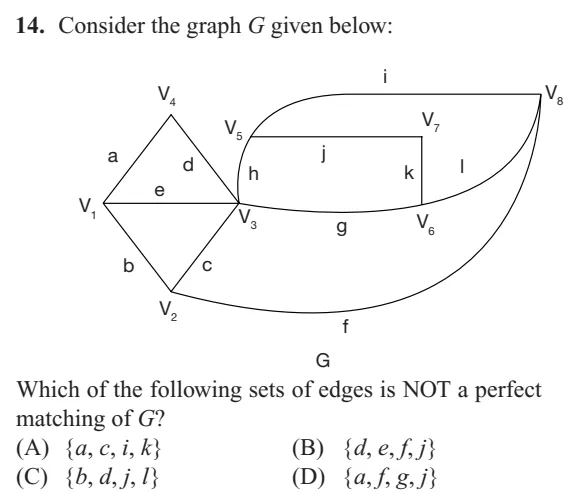 14. Consider the graph G given below:
i
V4
V8
V5
V7
a
d
j
h
k
l
e
V1
V3
g
V6
b
c
V2
f
G
Which of the following sets of edges is NOT a perfect
matching of G?
(A) {a, c, i, k} (B) {d, e, f, j}
(C) {b, d, j, l} (D) {a, f, g, j}